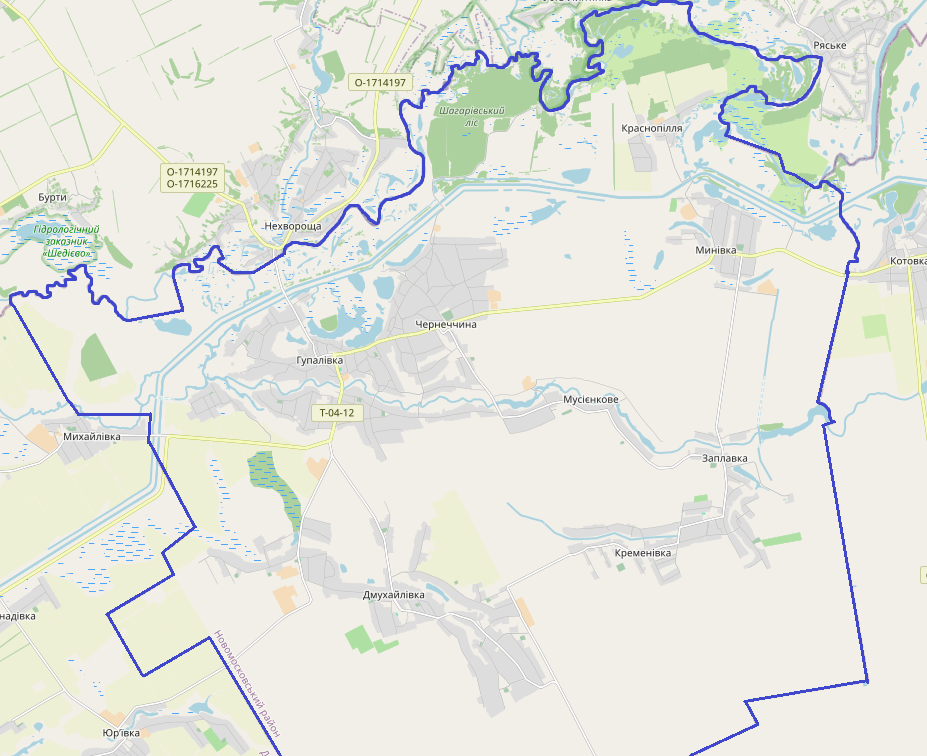 Ряське
О-1714197
Шагарівський
ліс
Краснопілля
О-1714197
О-1716225
Бурти
Нехвороща
Гідрологічний
заказник
«Шедієво»
Минівка
Котовка
Чернеччина
Гупалівка
Мусієнкове
Т-04-12
Михайлівка
Заплавка
Кременівка
Дмухайлівка
надівка
Новомосковський район
Юр'ївка